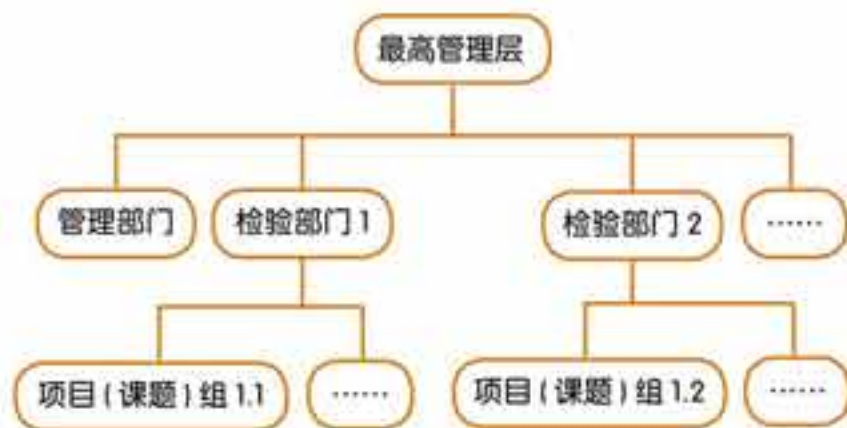 最高管理层
管理部门
检验部门 1
检验部门 2
……
项目(课题)组 1.1
……
项目(课题)组 1.2
……